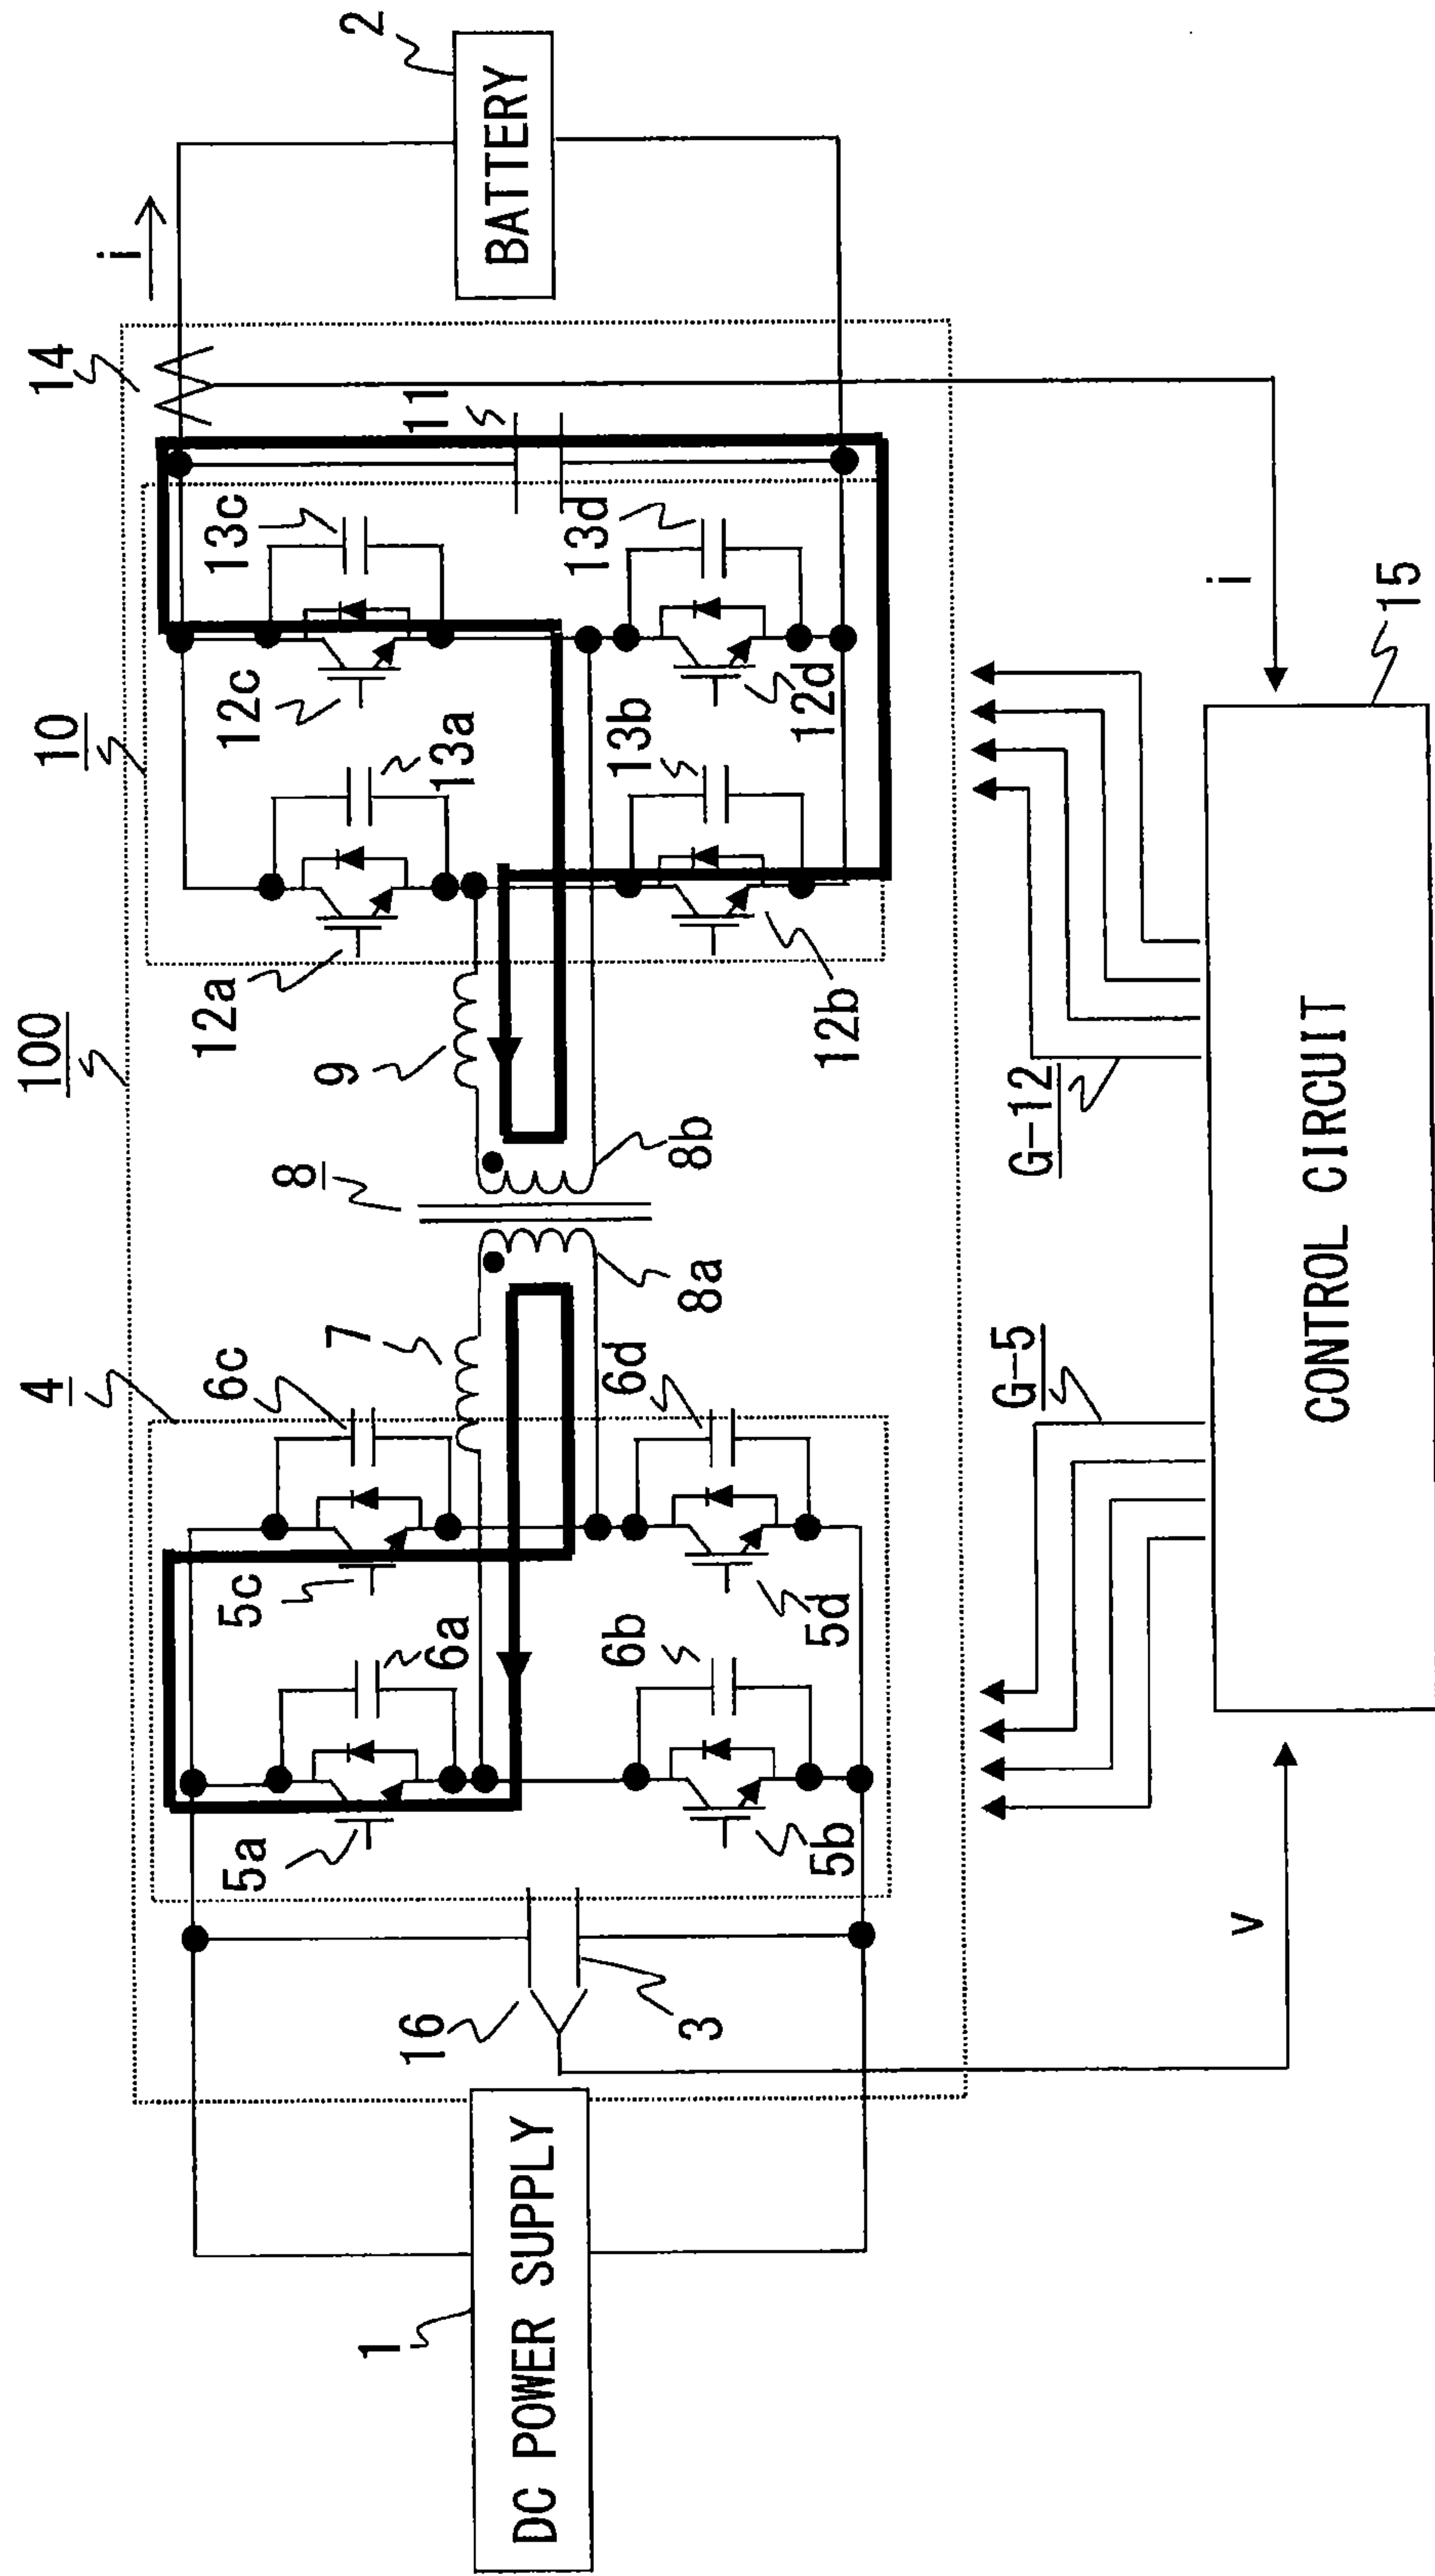 100
4
8
10
14
i
6c
7
9
12a
12c
13a
13c
11
2
5a
5c
6a
13b
13d
BATTERY
16
3
6b
6d
8a
8b
12b
12d
5b
5d
1
DC POWER SUPPLY
G-5
G-12
v
i
15
CONTROL CIRCUIT